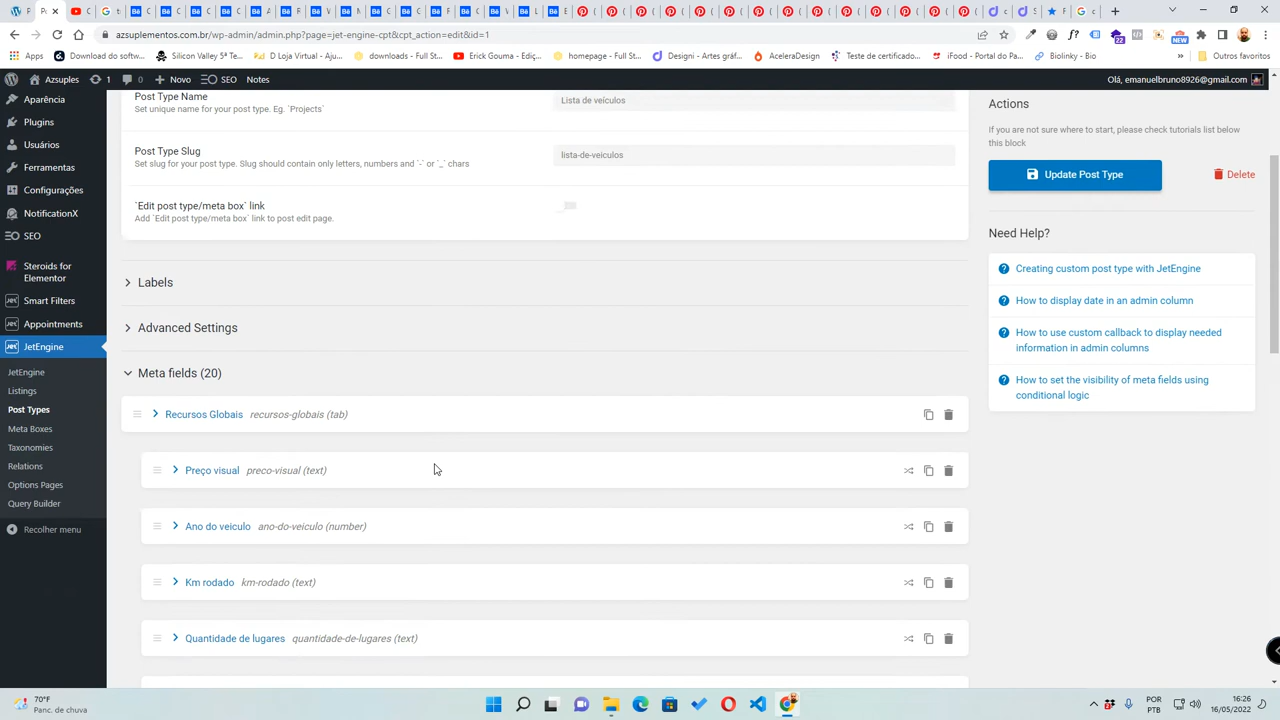 azsuplementos.com.br/wp-admin/admin.php?page=jet-engine-cpt&cpt_action=edit&id=1
Apps
Download do softwar...
Silicon Valley 5ª Te...
D Loja Virtual - Aju...
downloads - Full St...
Erick Gouma - Ediç...
homepage - Full St...
Designi - Artes gráf...
AceleraDesign
Teste de certificado...
iFood - Portal do Pa...
Biolinky - Bio
»
Outros favoritos
22
NEW
Azsuples
1
0
Novo
SEO
Notes
Olá, emanuelbruno8926@gmail.com
Aparência
Plugins
Usuários
Ferramentas
Configurações
NotificationX
SEO
Steroids for
Elementor
Smart Filters
Appointments
JetEngine
JetEngine
Listings
Post Types
Meta Boxes
Taxonomies
Relations
Options Pages
Query Builder
Recolher menu
Post Type Name
Set unique name for your post type. Eg. `Projects`
Lista de veículos
Post Type Slug
Set slug for your post type. Slug should contain only letters, numbers and `-` or `_` chars
lista-de-veiculos
`Edit post type/meta box` link
Add `Edit post type/meta box` link to post edit page.
Labels
Advanced Settings
Meta fields (20)
Recursos Globais recursos-globais (tab)
Preço visual preco-visual (text)
Ano do veiculo ano-do-veiculo (number)
Km rodado km-rodado (text)
Quantidade de lugares quantidade-de-lugares (text)
Actions
If you are not sure where to start, please check tutorials list below
this block
Update Post Type
Delete
Need Help?
Creating custom post type with JetEngine
How to display date in an admin column
How to use custom callback to display needed
information in admin columns
How to set the visibility of meta fields using
conditional logic
70°F
Panc. de chuva
POR
PTB
16:26
16/05/2022